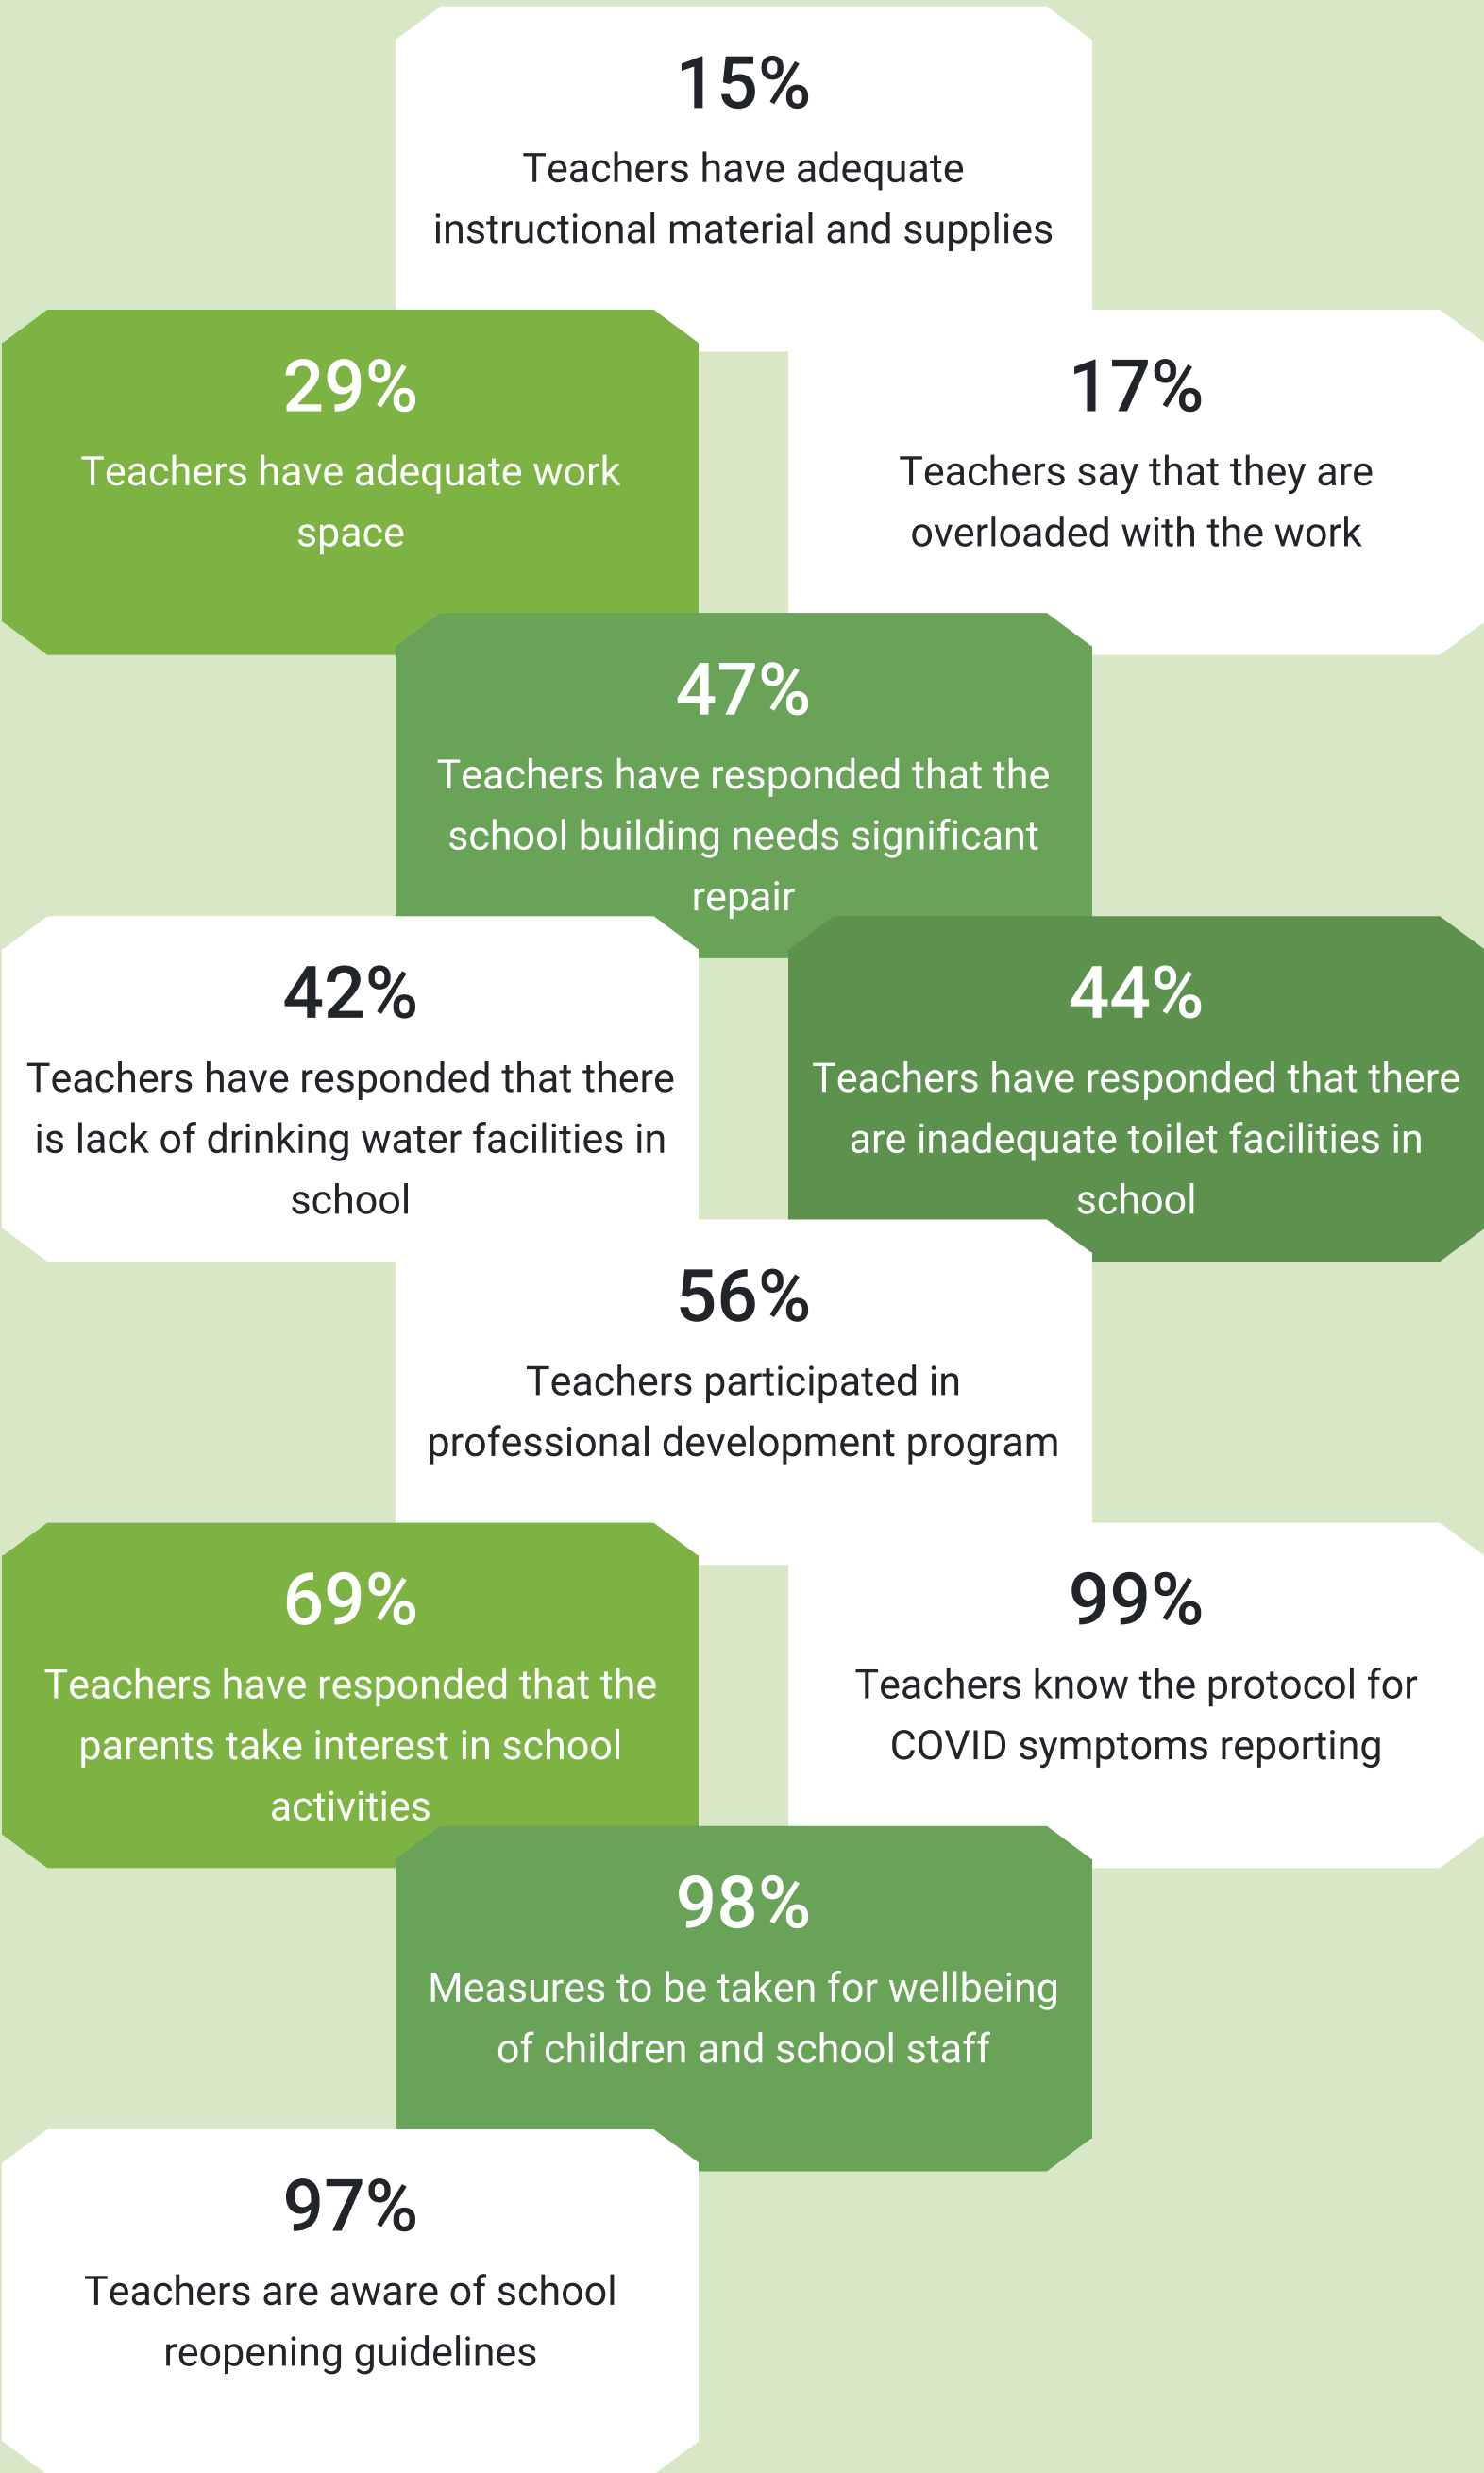 15%
Teachers have adequate
instructional material and supplies
29%
Teachers have adequate work
space
17%
Teachers say that they are
overloaded with the work
47%
Teachers have responded that the
school building needs significant
repair
42%
Teachers have responded that there
is lack of drinking water facilities in
school
44%
Teachers have responded that there
are inadequate toilet facilities in
school
56%
Teachers participated in
professional development program
69%
Teachers have responded that the
parents take interest in school
activities
99%
Teachers know the protocol for
COVID symptoms reporting
98%
Measures to be taken for wellbeing
of children and school staff
97%
Teachers are aware of school
reopening guidelines